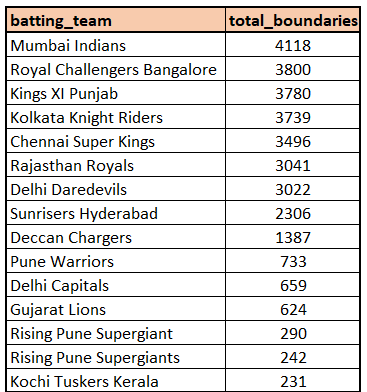 batting_team total_boundaries
Mumbai Indians 4118
Royal Challengers Bangalore 3800
Kings XI Punjab 3780
Kolkata Knight Riders 3739
Chennai Super Kings 3496
Rajasthan Royals 3041
Delhi Daredevils 3022
Sunrisers Hyderabad 2306
Deccan Chargers 1387
Pune Warriors 733
Delhi Capitals 659
Gujarat Lions 624
Rising Pune Supergiant 290
Rising Pune Supergiants 242
Kochi Tuskers Kerala 231